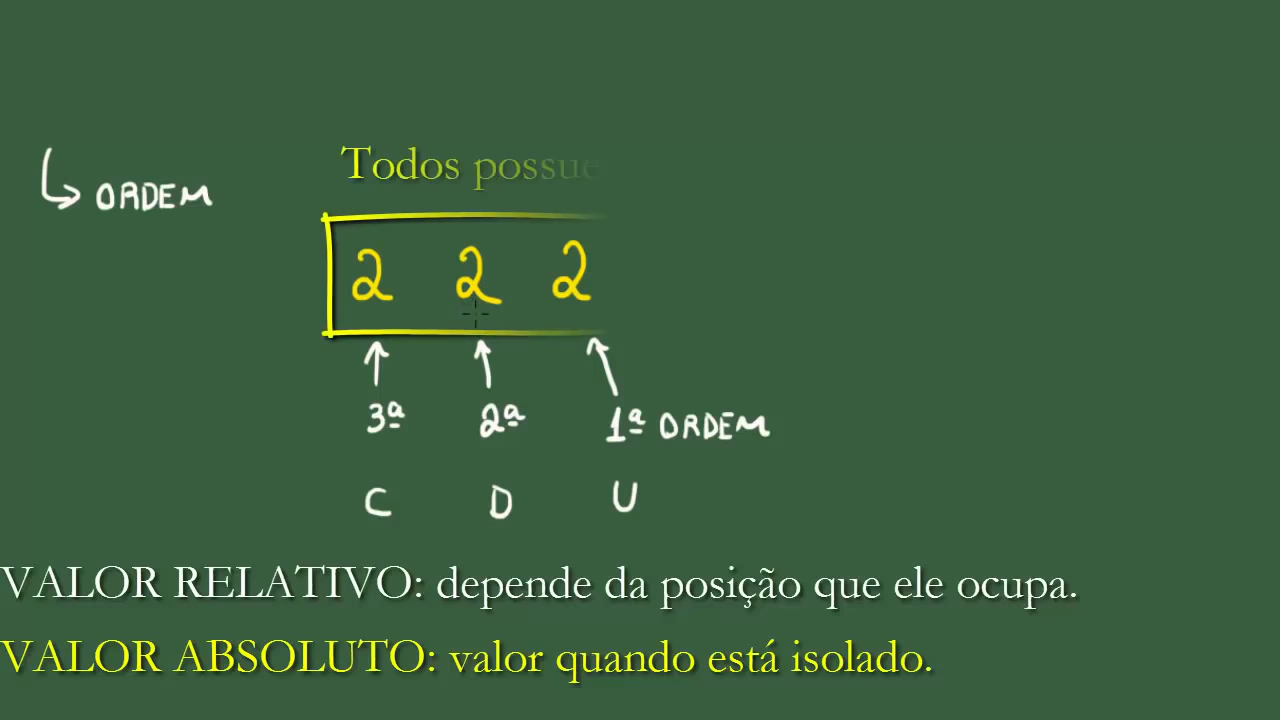 Todos possue
ORDEM
2 2 2
3ª 2ª 1ª ORDEM
C D U
VALOR RELATIVO: depende da posição que ele ocupa.
VALOR ABSOLUTO: valor quando está isolado.